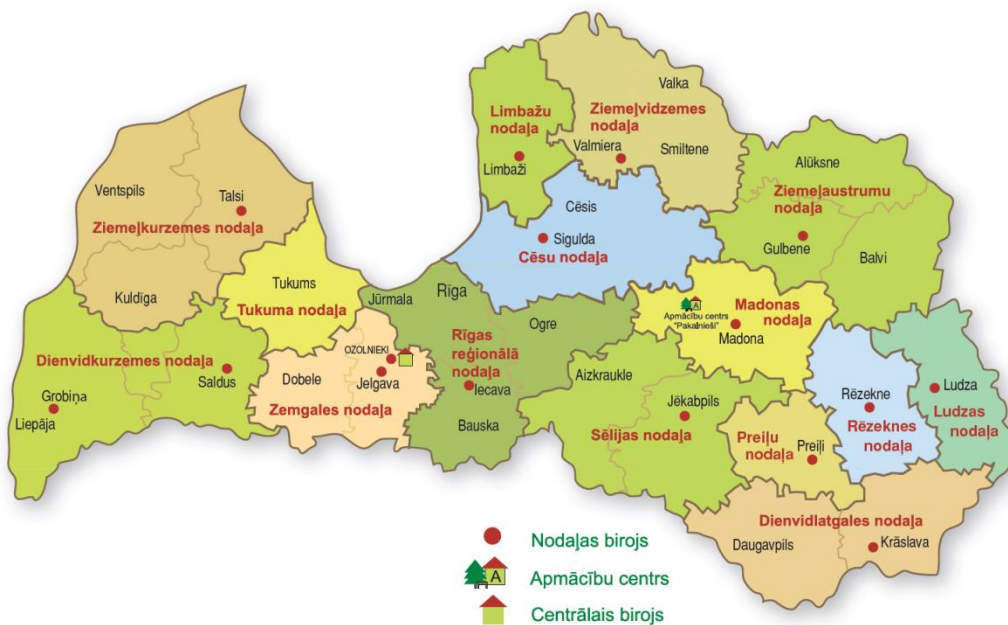 Valka
Limbažu
nodaļa
Ziemeļvidzemes
nodaļa
Valmiera
Smiltene
Limbaži
Alūksne
Ziemeļaustrumu
nodaļa
Gulbene
Balvi
Ventspils
Talsi
Ziemeļkurzemes nodaļa
Kuldīga
Cēsis
Sigulda
Cēsu nodaļa
Tukums
Tukuma nodaļa
Jūrmala
Rīga
Ogre
Rīgas
reģionālā
nodaļa
Iecava
Bauska
Apmācību centrs
"Pakalnieši"
Madonas
nodaļa
Madona
Dienvidkurzemes nodaļa
Saldus
Grobiņa
Liepāja
OZOLNIEKI
Dobele
Jelgava
Zemgales nodaļa
Aizkraukle
Jēkabpils
Sēlijas nodaļa
Rēzekne
Rēzeknes
nodaļa
Ludza
Ludzas
nodaļa
Preiļu
nodaļa
Preiļi
Dienvidlatgales nodaļa
Daugavpils
Krāslava
Nodaļas birojs
A
Apmācību centrs
A
Centrālais birojs